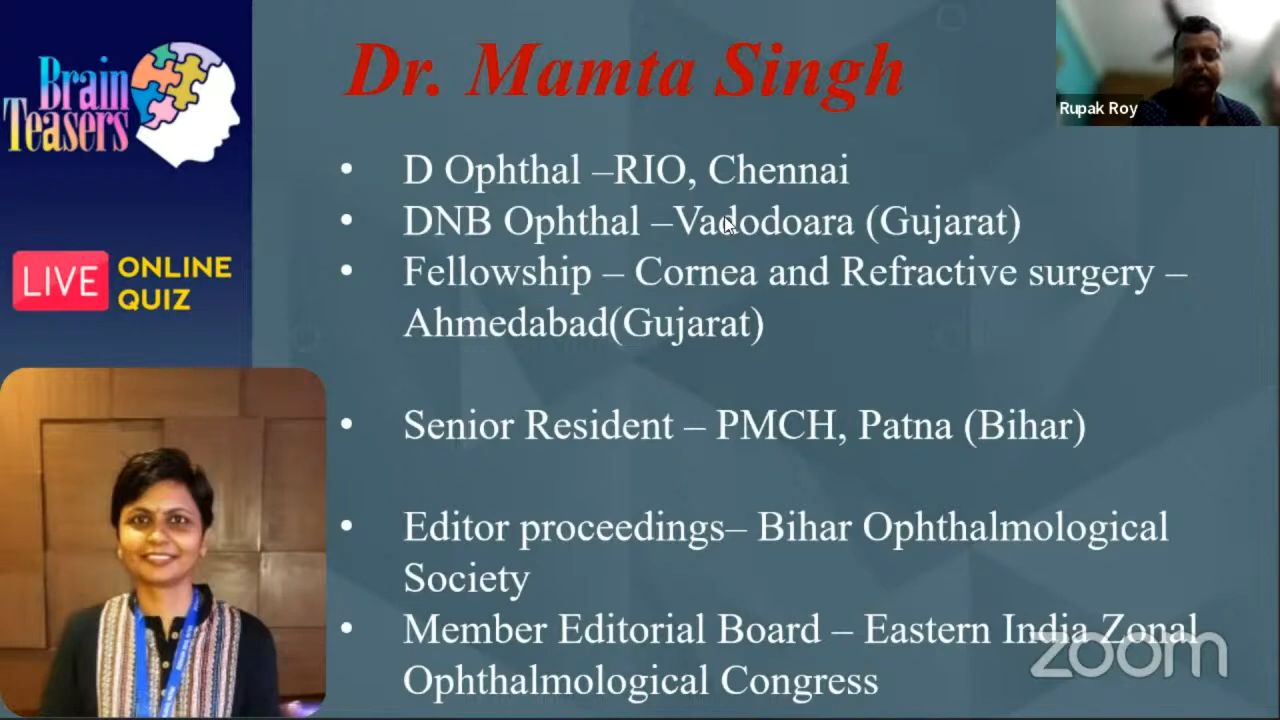 Dr. Mamta Singh
Brain
Teasers
Rupak Roy
• D Ophthal –RIO, Chennai
• DNB Ophthal –Vadodoara (Gujarat)
• Fellowship – Cornea and Refractive surgery –
Ahmedabad(Gujarat)
LIVE ONLINE
QUIZ
• Senior Resident – PMCH, Patna (Bihar)
• Editor proceedings– Bihar Ophthalmological
Society
• Member Editorial Board – Eastern India Zonal
Ophthalmological Congress
zoom